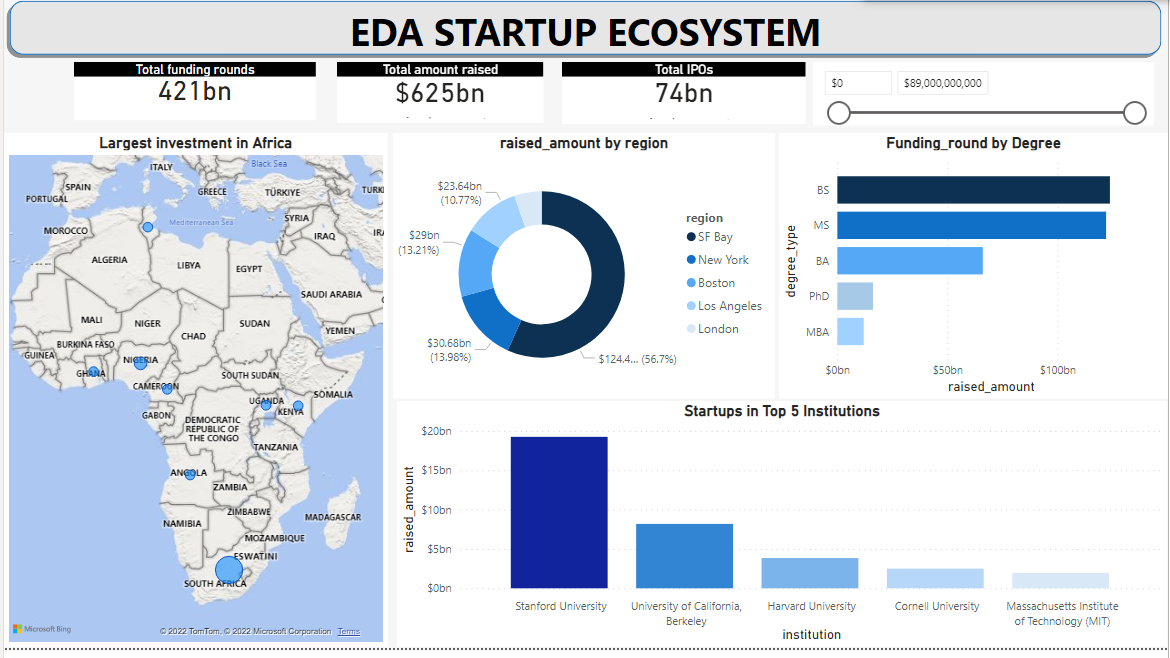 EDA STARTUP ECOSYSTEM
Total funding rounds
421bn
Total amount raised
$625bn
Total IPOs
74bn
$0
$89,000,000,000
Largest investment in Africa
ITALY
Black Sea
SPAIN
PORTUGAL
GREECE
TÜRKIYE
TURK
Mediterranean Sea
SYRIA
MOROCCO
IRAQ
IRA
ALGERIA
LIBYA
EGYPT
SAUDI ARABIA
MALI
NIGER
CHAD
SUDAN
YEMEN
BURKINA FASO
GUINEA
GHANA
NIGERIA
SOUTH SUDAN
CAMEROON
SOMALIA
UGANDA
KENYA
GABON
DEMOCRATIC
REPUBLIC OF
THE CONGO
TANZANIA
ANGOLA
ZAMBIA
ZIMBABWE
NAMIBIA
MADAGASCAR
MOZAMBIQUE
ESWATINI
SOUTH AFRICA
Microsoft Bing
© 2022 TomTom, © 2022 Microsoft Corporation Terms
raised_amount by region
$23.64bn
(10.77%)
$29bn
(13.21%)
$30.68bn
(13.98%)
$124.4... (56.7%)
region
SF Bay
New York
Boston
Los Angeles
London
Funding_round by Degree
degree_type
BS
MS
BA
PhD
MBA
$0bn
$50bn
$100bn
raised_amount
Startups in Top 5 Institutions
raised_amount
$20bn
$15bn
$10bn
$5bn
$0bn
Stanford University
University of California,
Berkeley
Harvard University
Cornell University
Massachusetts Institute
of Technology (MIT)
institution